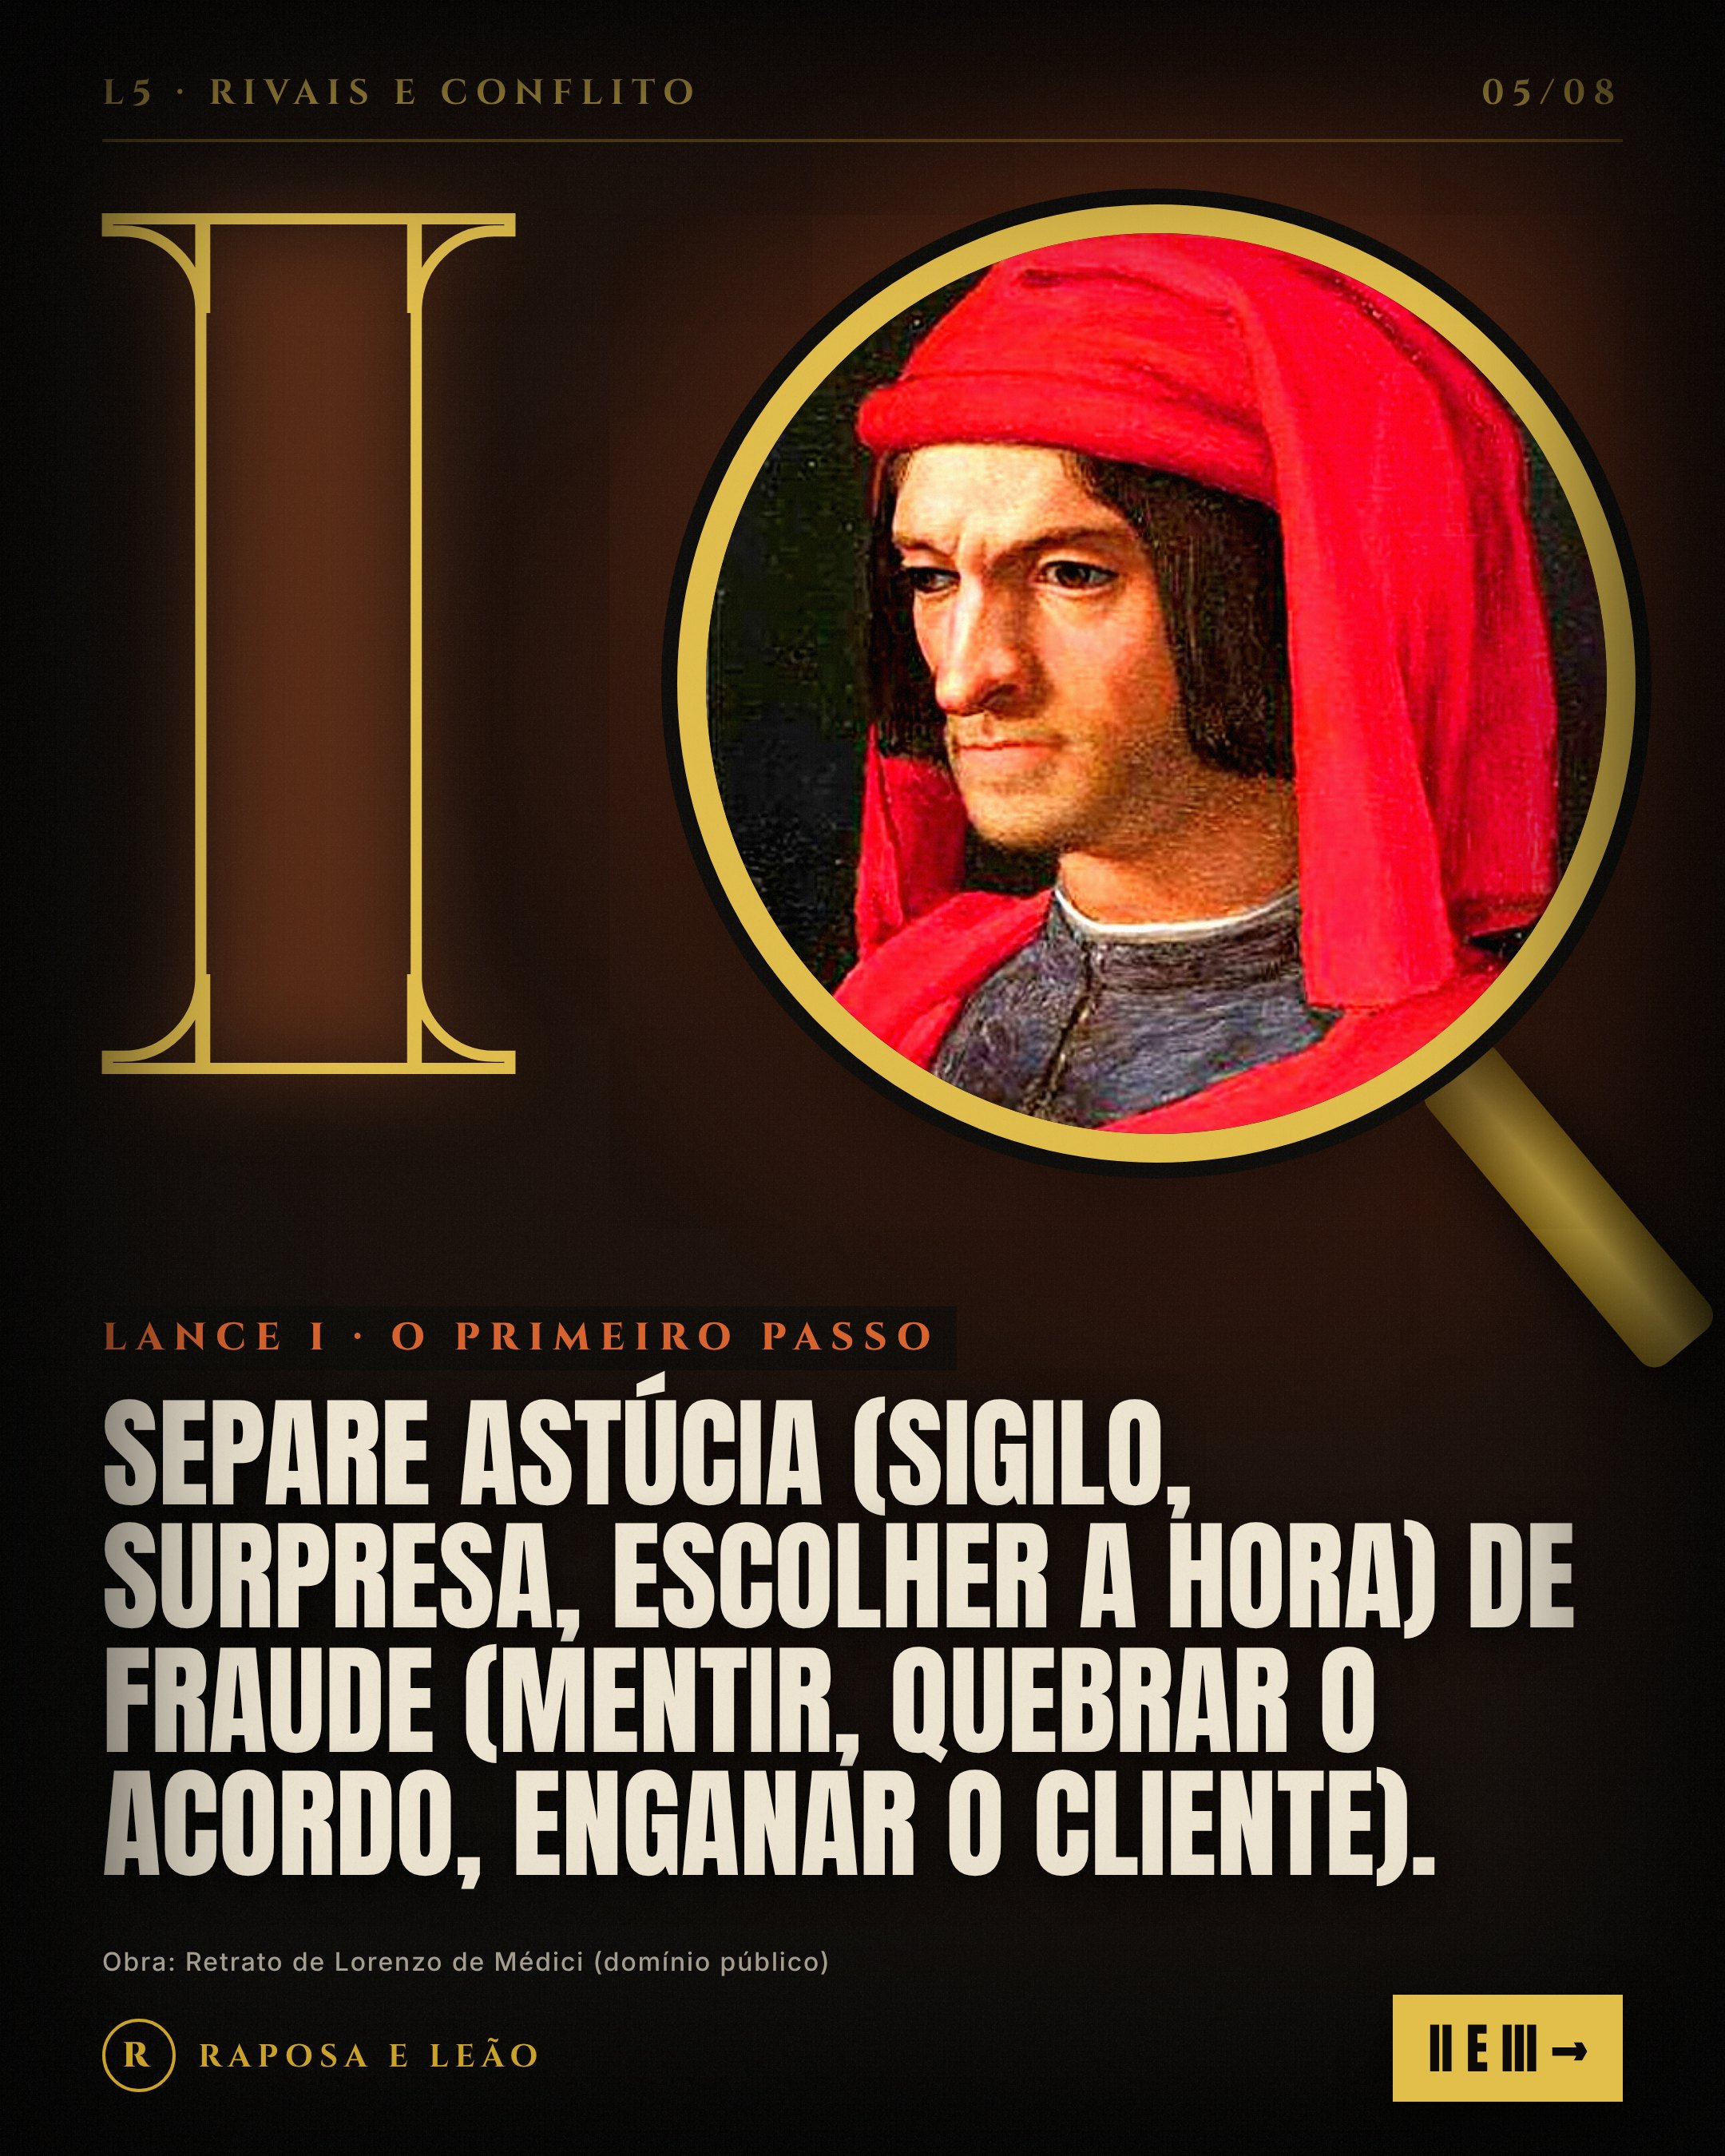 L5 · RIVAIS E CONFLITO
05/08
I
LANCE I · O PRIMEIRO PASSO
SEPARE ASTÚCIA (SIGILO,
SURPRESA, ESCOLHER A HORA) DE
FRAUDE (MENTIR, QUEBRAR O
ACORDO, ENGANAR O CLIENTE).
Obra: Retrato de Lorenzo de Médici (domínio público)
R RAPOSA E LEÃO
II E III →